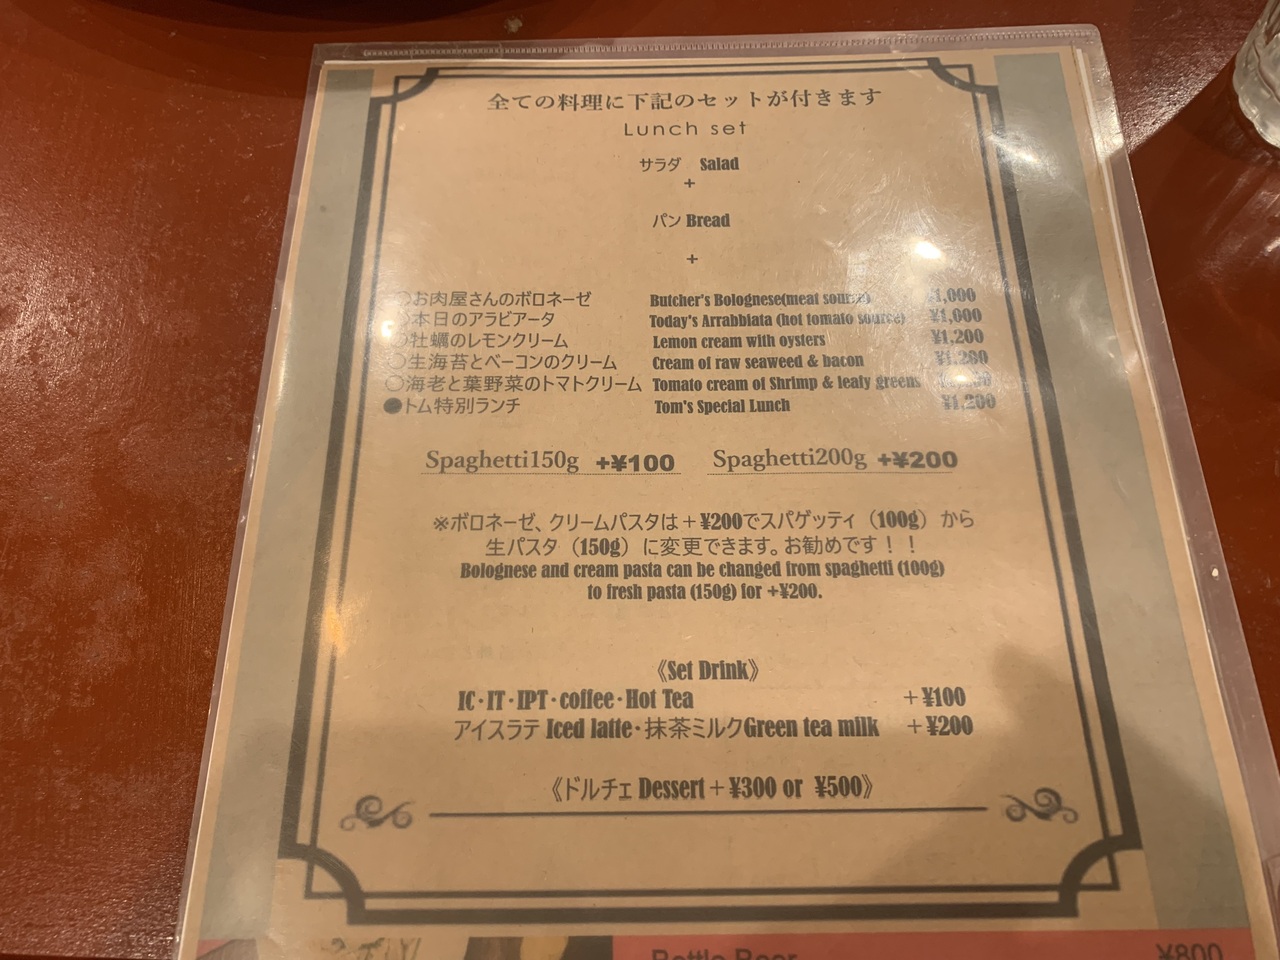 全ての料理に下記のセットが付きます
Lunch set
サラダ Salad
+
パン Bread
+
○お肉屋さんのボロネーゼ Butcher's Bolognese(meat source) ¥1,000
○本日のアラビアータ Today's Arrabbiata (hot tomato source) ¥1,000
○牡蠣のレモンクリーム Lemon cream with oysters ¥1,200
○生海苔とベーコンのクリーム Cream of raw seaweed & bacon ¥1,200
○海老と葉野菜のトマトクリーム Tomato cream of Shrimp & leafy greens
●トム特別ランチ Tom's Special Lunch ¥1,200
Spaghetti150g +¥100 Spaghetti200g +¥200
※ボロネーゼ、クリームパスタは+¥200でスパゲッティ（100g）から
生パスタ（150g）に変更できます。お勧めです！！
Bolognese and cream pasta can be changed from spaghetti (100g)
to fresh pasta (150g) for +¥200.
《Set Drink》
IC・IT・IPT・coffee・Hot Tea +¥100
アイスラテ Iced latte・抹茶ミルクGreen tea milk +¥200
《ドルチェ Dessert+¥300 or ¥500》
Bottle Beer ¥800